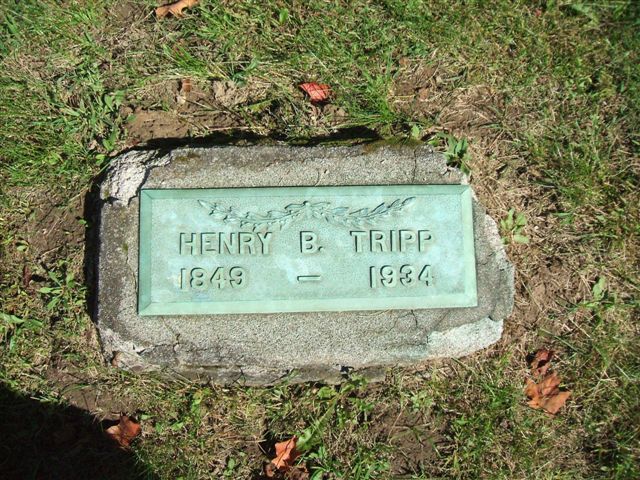 HENRY B. TRIPP
1849 — 1934